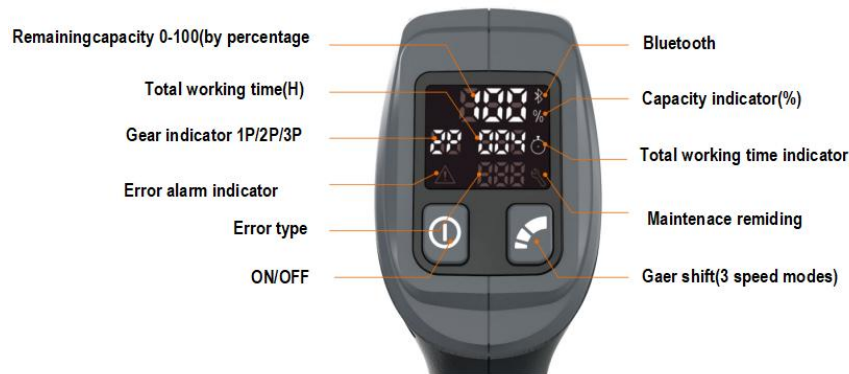 Remainingcapacity 0-100(by percentage
Total working time(H)
Gear indicator 1P/2P/3P
Error alarm indicator
Error type
ON/OFF
100
%
2P 004
888
Bluetooth
Capacity indicator(%)
Total working time indicator
Maintenace remiding
Gaer shift(3 speed modes)